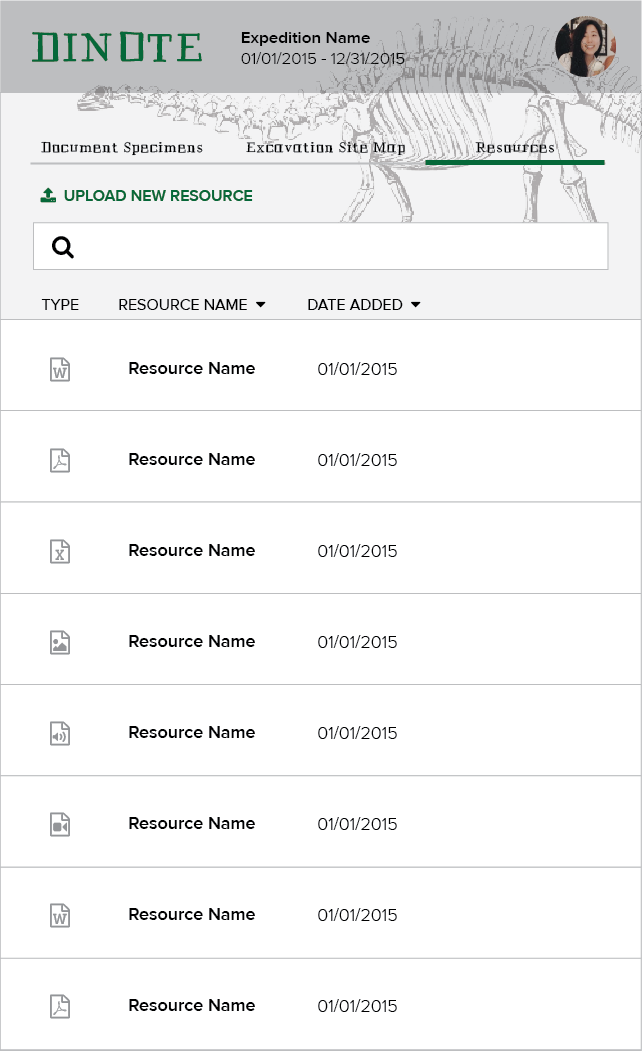 DINOTE
Expedition Name
01/01/2015 - 12/31/2015
Document Specimens Excavation Site Map Resources
UPLOAD NEW RESOURCE
TYPE RESOURCE NAME DATE ADDED
W Resource Name 01/01/2015
Resource Name 01/01/2015
X Resource Name 01/01/2015
Resource Name 01/01/2015
Resource Name 01/01/2015
Resource Name 01/01/2015
W Resource Name 01/01/2015
Resource Name 01/01/2015